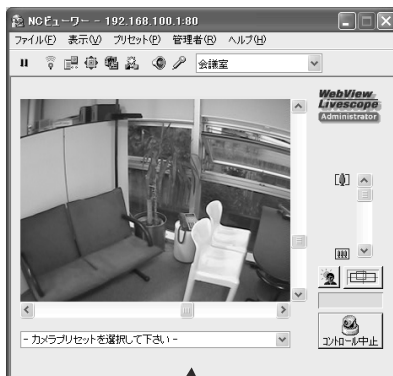 NCビューワー - 192.168.100.1:80
ファイル(F) 表示(V) プリセット(P) 管理者(R) ヘルプ(H)
会議室
WebView
Livescope
Administrator
- カメラプリセットを選択して下さい -
コントロール中止